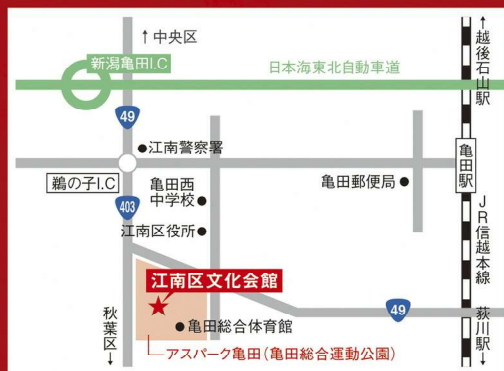 ↑中央区
新潟亀田I.C
日本海東北自動車道
↑越後石山駅
49
江南警察署
亀田駅
鵜の子I.C
亀田西
中学校
亀田郵便局
403
江南区役所
JR信越本線
江南区文化会館
49
秋葉区↓
亀田総合体育館
荻川駅↓
アスパーク亀田(亀田総合運動公園)